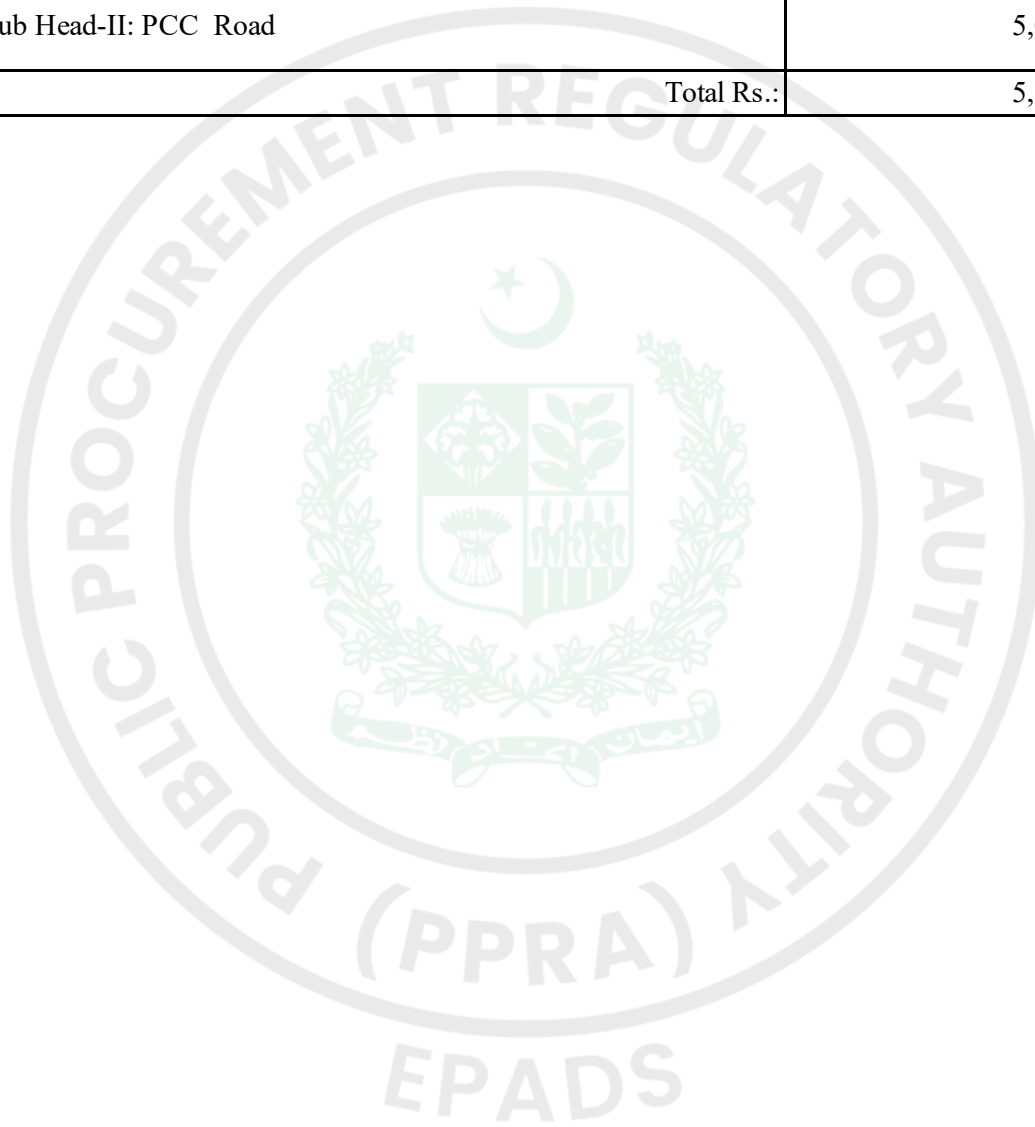 ub Head-II: PCC Road 5,
Total Rs.: 5,
PUBLIC PROCUREMENT REGULATORY AUTHORITY
(PPRA)
EPADS